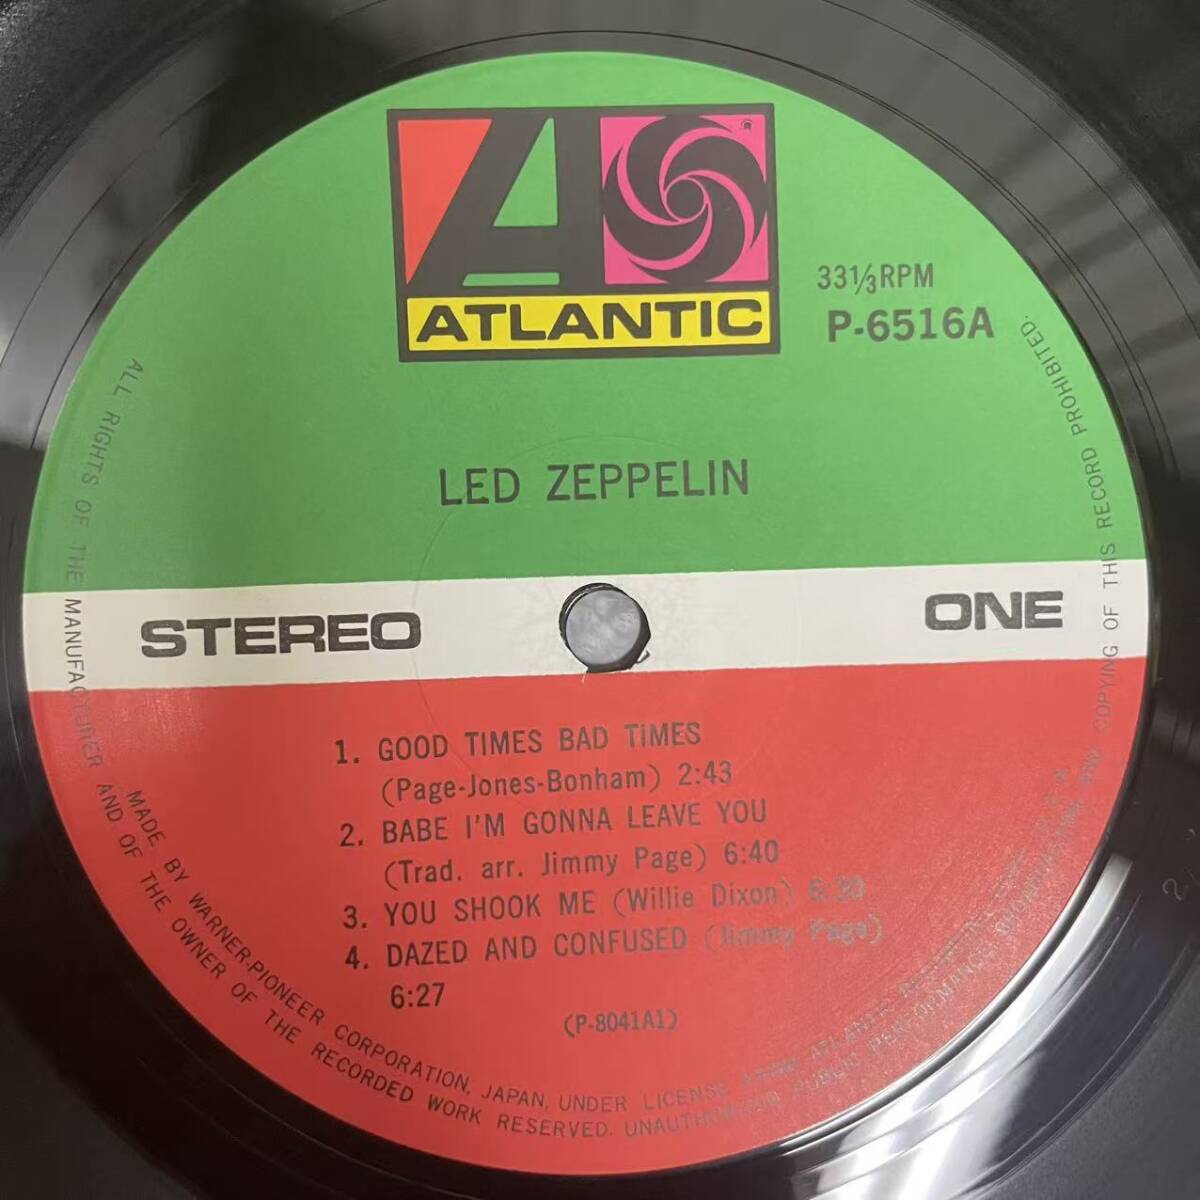 ATLANTIC
33⅓RPM
P-6516A
LED ZEPPELIN
STEREO
ONE
1. GOOD TIMES BAD TIMES
(Page-Jones-Bonham) 2:43
2. BABE I'M GONNA LEAVE YOU
(Trad. arr. Jimmy Page) 6:40
3. YOU SHOOK ME (Willie Dixon) 6:30
4. DAZED AND CONFUSED (Jimmy Page)
6:27
(P-8041A1)
ALL RIGHTS OF THE MANUFACTURER AND OF THE OWNER OF THE RECORDED WORK RESERVED. UNAUTHORIZED PUBLIC PERFORMANCE, BROADCASTING AND COPYING OF THIS RECORD PROHIBITED.
MADE BY WARNER-PIONEER CORPORATION, JAPAN, UNDER LICENSE FROM ATLANTIC